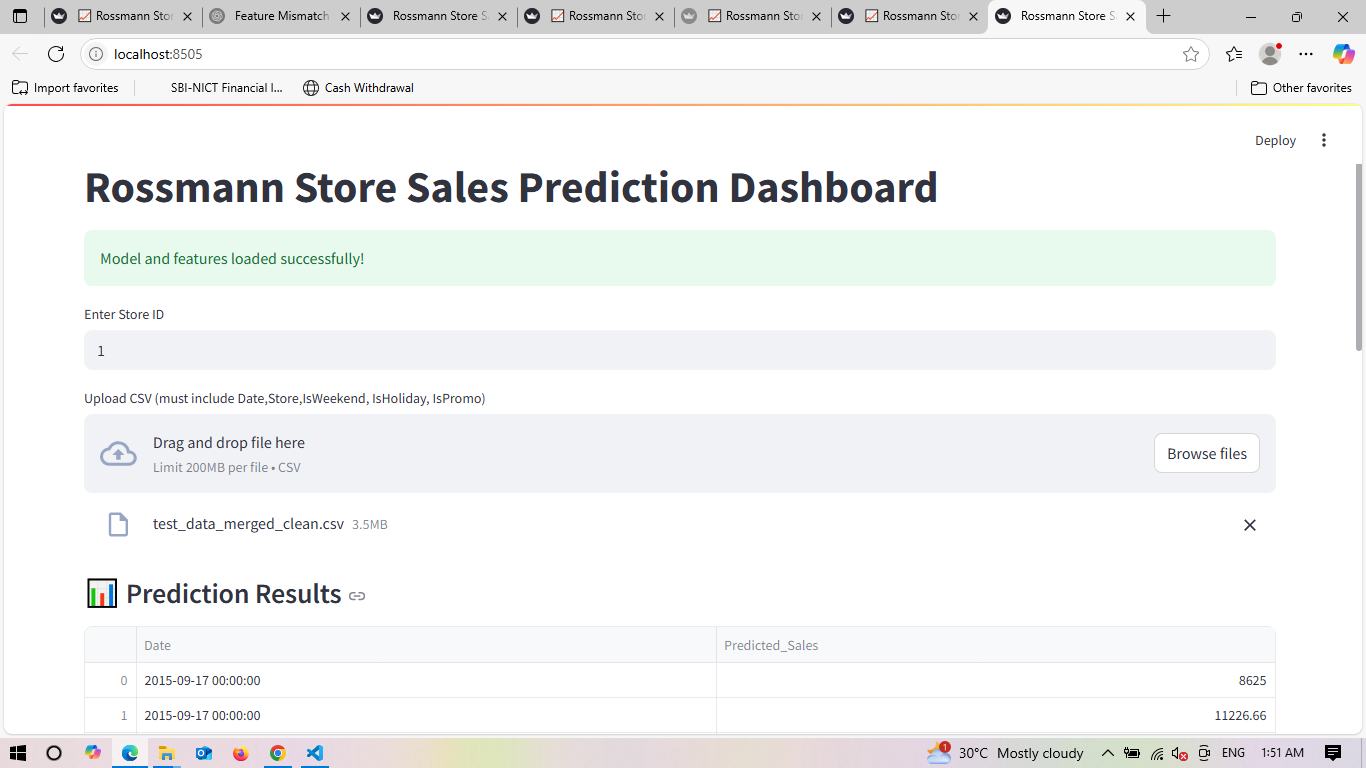 Rossmann Stor
Feature Mismatch
Rossmann Store S
Rossmann Stor
Rossmann Stor
Rossmann Stor
Rossmann Store S
localhost:8505
Import favorites
SBI-NICT Financial I...
Cash Withdrawal
Other favorites
Deploy
Rossmann Store Sales Prediction Dashboard
Model and features loaded successfully!
Enter Store ID
1
Upload CSV (must include Date,Store,IsWeekend, IsHoliday, IsPromo)
Drag and drop file here
Limit 200MB per file • CSV
Browse files
test_data_merged_clean.csv 3.5MB
Prediction Results
Date Predicted_Sales
0 2015-09-17 00:00:00 8625
1 2015-09-17 00:00:00 11226.66
1 30°C Mostly cloudy ENG 1:51 AM